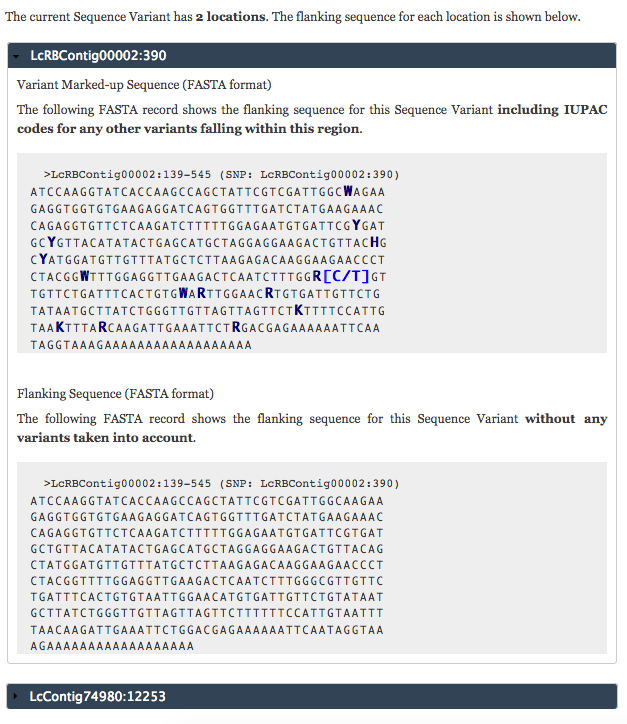 The current Sequence Variant has 2 locations. The flanking sequence for each location is shown below.
LcRBContig00002:390
Variant Marked-up Sequence (FASTA format)
The following FASTA record shows the flanking sequence for this Sequence Variant including IUPAC
codes for any other variants falling within this region.
>LcRBContig00002:139-545 (SNP: LcRBContig00002:390)
ATCCAAGGTATCACCAAGCCAGCTATTCGTCGATTGGCWAGAA
GAGGTGGTGTGAAGAGGATCAGTGGTTTGATCTATGAAGAAAC
CAGAGGTGTTCTCAAGATCTTTTTGGAGAATGTGATTCGYGAT
GCYGTTACATATACTGAGCATGCTAGGAGGAAGACTGTTACHG
CYATGGATGTTGTTTATGCTCTTAAGAGACAAGGAAGAACCCT
CTACGGWTTTGGAGGTTGAAGACTCAATCTTTGGR[C/T]GT
TGTTCTGATTTCACTGTGWARTTGGAACRTGTGATTGTTCTG
TATAATGCTTATCTGGGTTGTTAGTTAGTTCTKTTTTCCATTG
TAAKTTTARCAAGATTGAAATTCTRGACGAGAAAAAATTCAA
TAGGTAAAGAAAAAAAAAAAAAAAAAA
Flanking Sequence (FASTA format)
The following FASTA record shows the flanking sequence for this Sequence Variant without any
variants taken into account.
>LcRBContig00002:139-545 (SNP: LcRBContig00002:390)
ATCCAAGGTATCACCAAGCCAGCTATTCGTCGATTGGCAAGAA
GAGGTGGTGTGAAGAGGATCAGTGGTTTGATCTATGAAGAAAC
CAGAGGTGTTCTCAAGATCTTTTTGGAGAATGTGATTCGTGAT
GCTGTTACATATACTGAGCATGCTAGGAGGAAGACTGTTACAG
CTATGGATGTTGTTTATGCTCTTAAGAGACAAGGAAGAACCCT
CTACGGTTTTGGAGGTTGAAGACTCAATCTTTGGGCGTTGTTC
TGATTTCACTGTGTAATTGGAACATGTGATTGTTCTGTATAAT
GCTTATCTGGGTTGTTAGTTAGTTCTTTTTTCCATTGTAATTT
TAACAAGATTGAAATTCTGGACGAGAAAAAATTCAATAGGTAA
AGAAAAAAAAAAAAAAAAAA
LcContig74980:12253